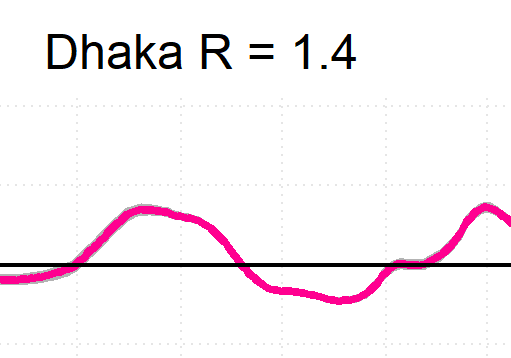 Dhaka R = 1.4